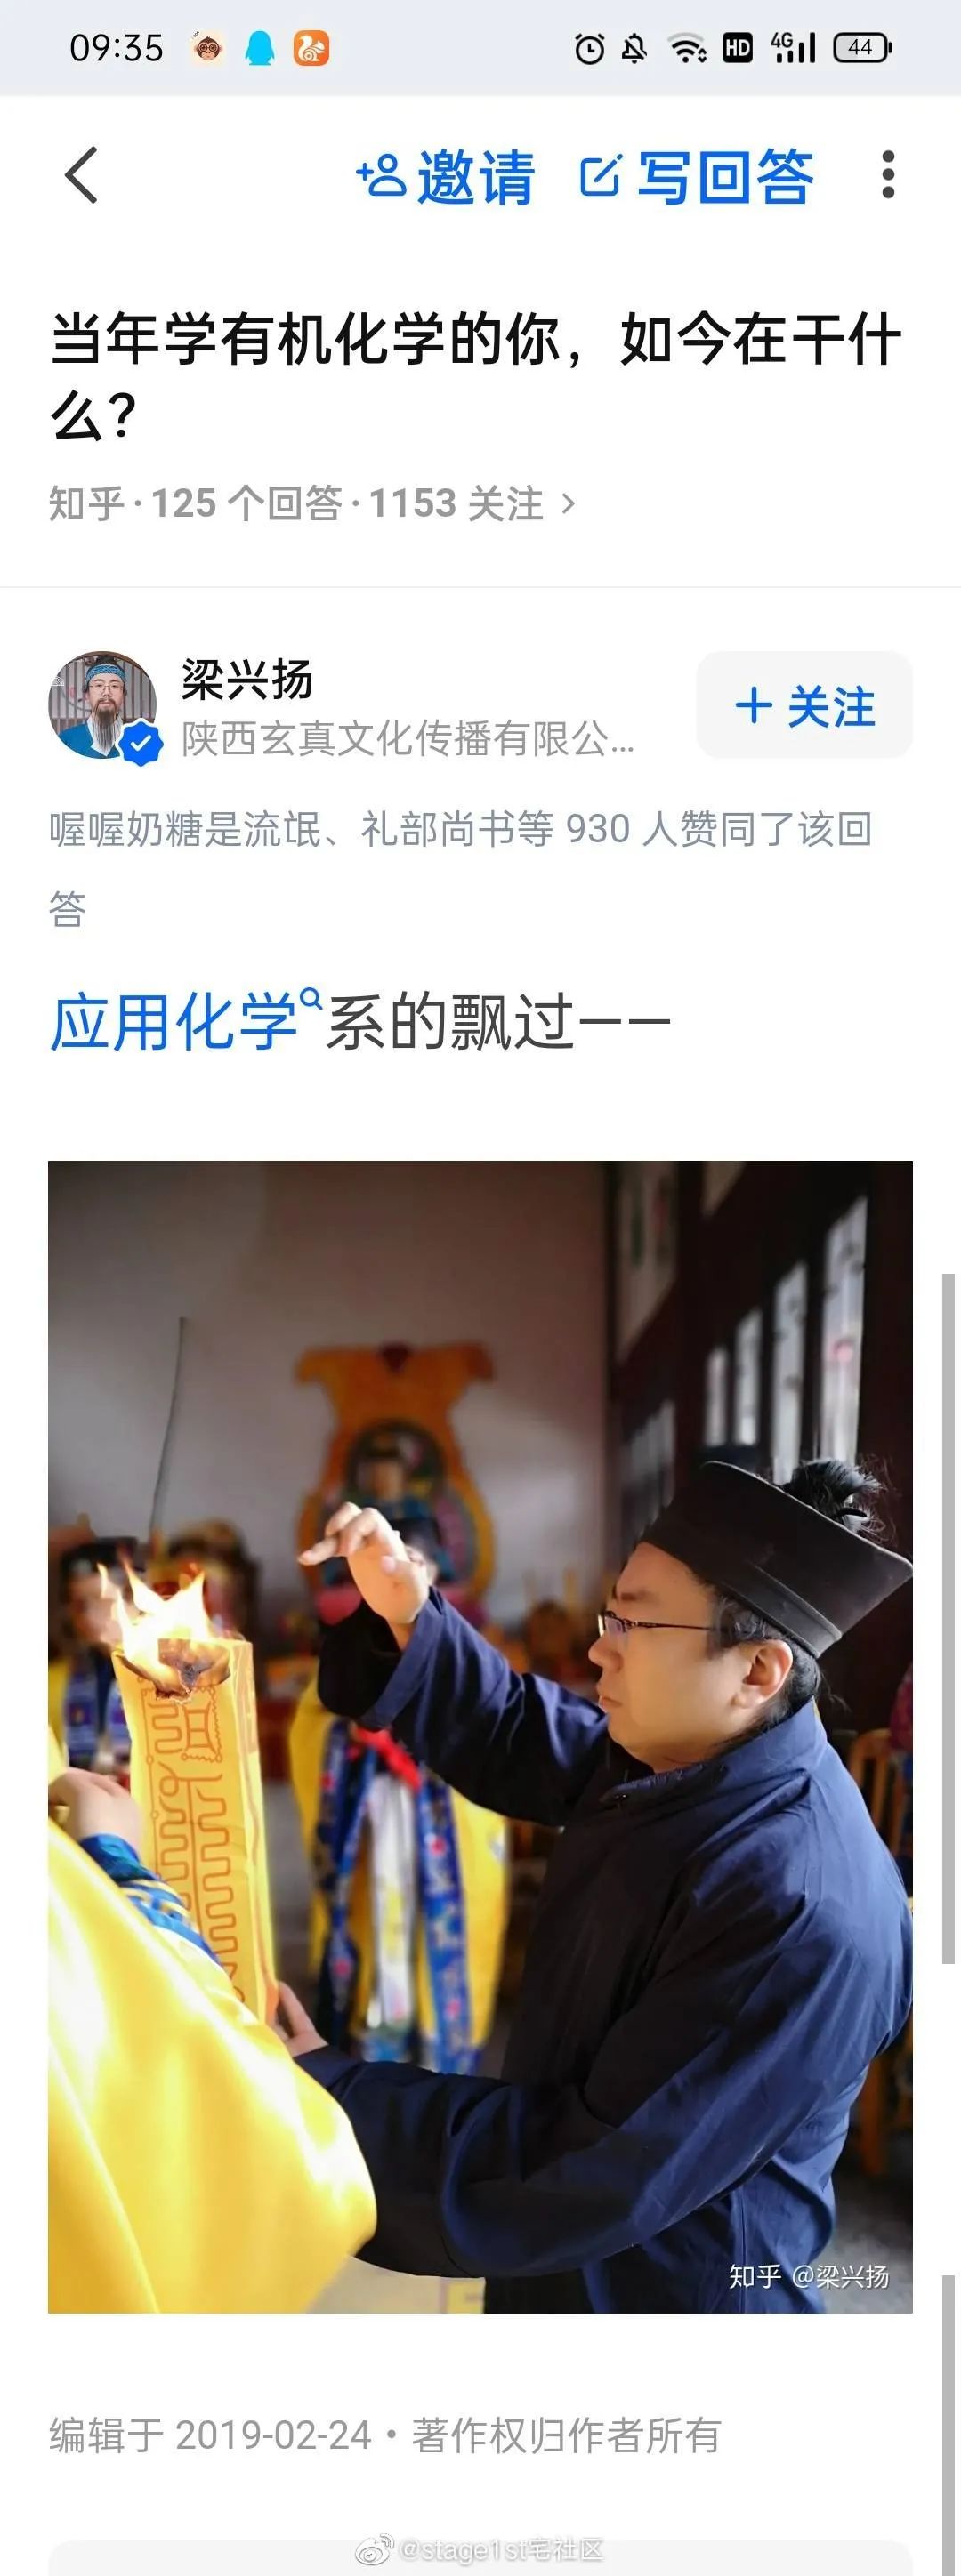 09:35
HD 4G 44
邀请 写回答
当年学有机化学的你，如今在干什
么？
知乎·125 个回答·1153 关注 >
梁兴扬
陕西玄真文化传播有限公...
+ 关注
喔喔奶糖是流氓、礼部尚书等 930 人赞同了该回
答
应用化学系的飘过——
知乎 @梁兴扬
编辑于 2019-02-24・著作权归作者所有
@stage1st宅社区